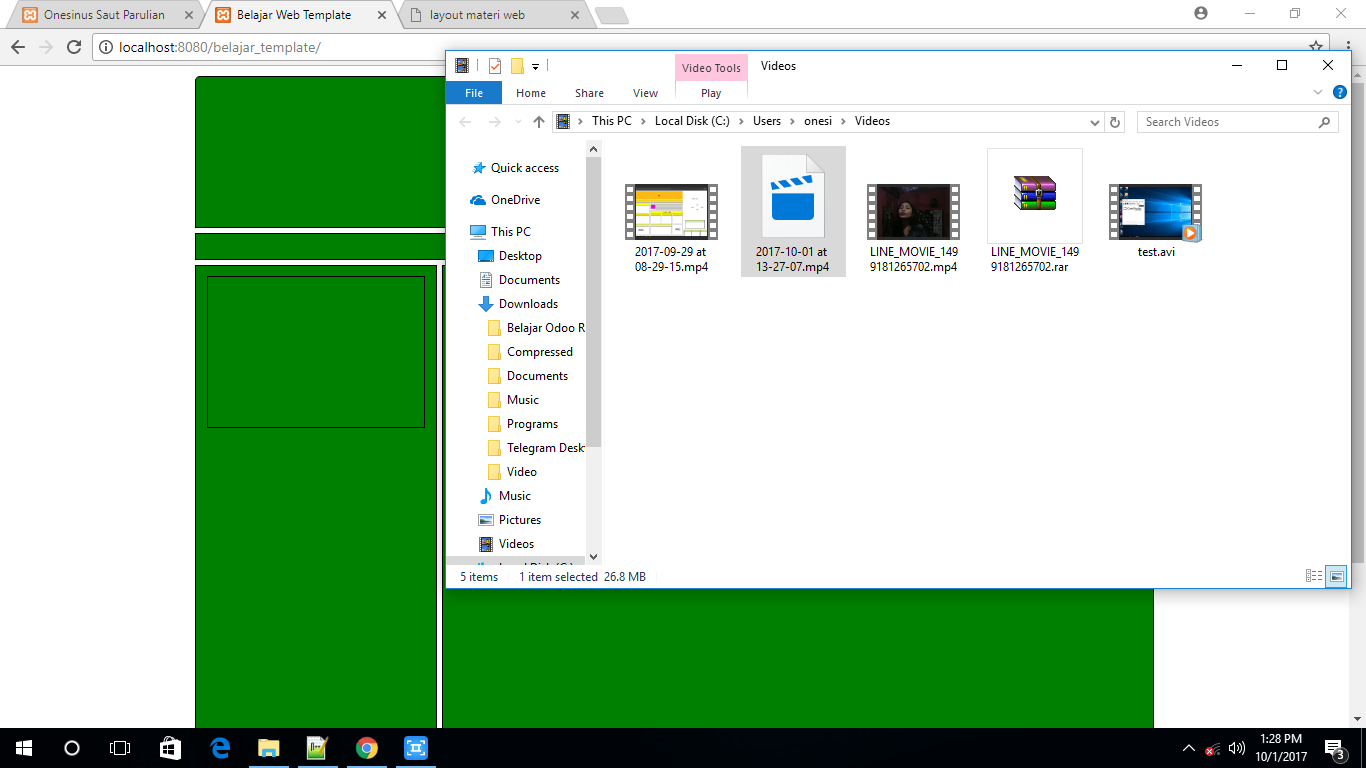 Onesinus Saut Parulian
Belajar Web Template
layout materi web
localhost:8080/belajar_template/
Video Tools
Videos
File
Home
Share
View
Play
This PC
Local Disk (C:)
Users
onesi
Videos
Search Videos
Quick access
OneDrive
This PC
Desktop
Documents
Downloads
Belajar Odoo R
Compressed
Documents
Music
Programs
Telegram Desk
Video
Music
Pictures
Videos
2017-09-29 at
08-29-15.mp4
2017-10-01 at
13-27-07.mp4
LINE_MOVIE_149
9181265702.mp4
LINE_MOVIE_149
9181265702.rar
test.avi
5 items
1 item selected 26.8 MB
1:28 PM
10/1/2017
3